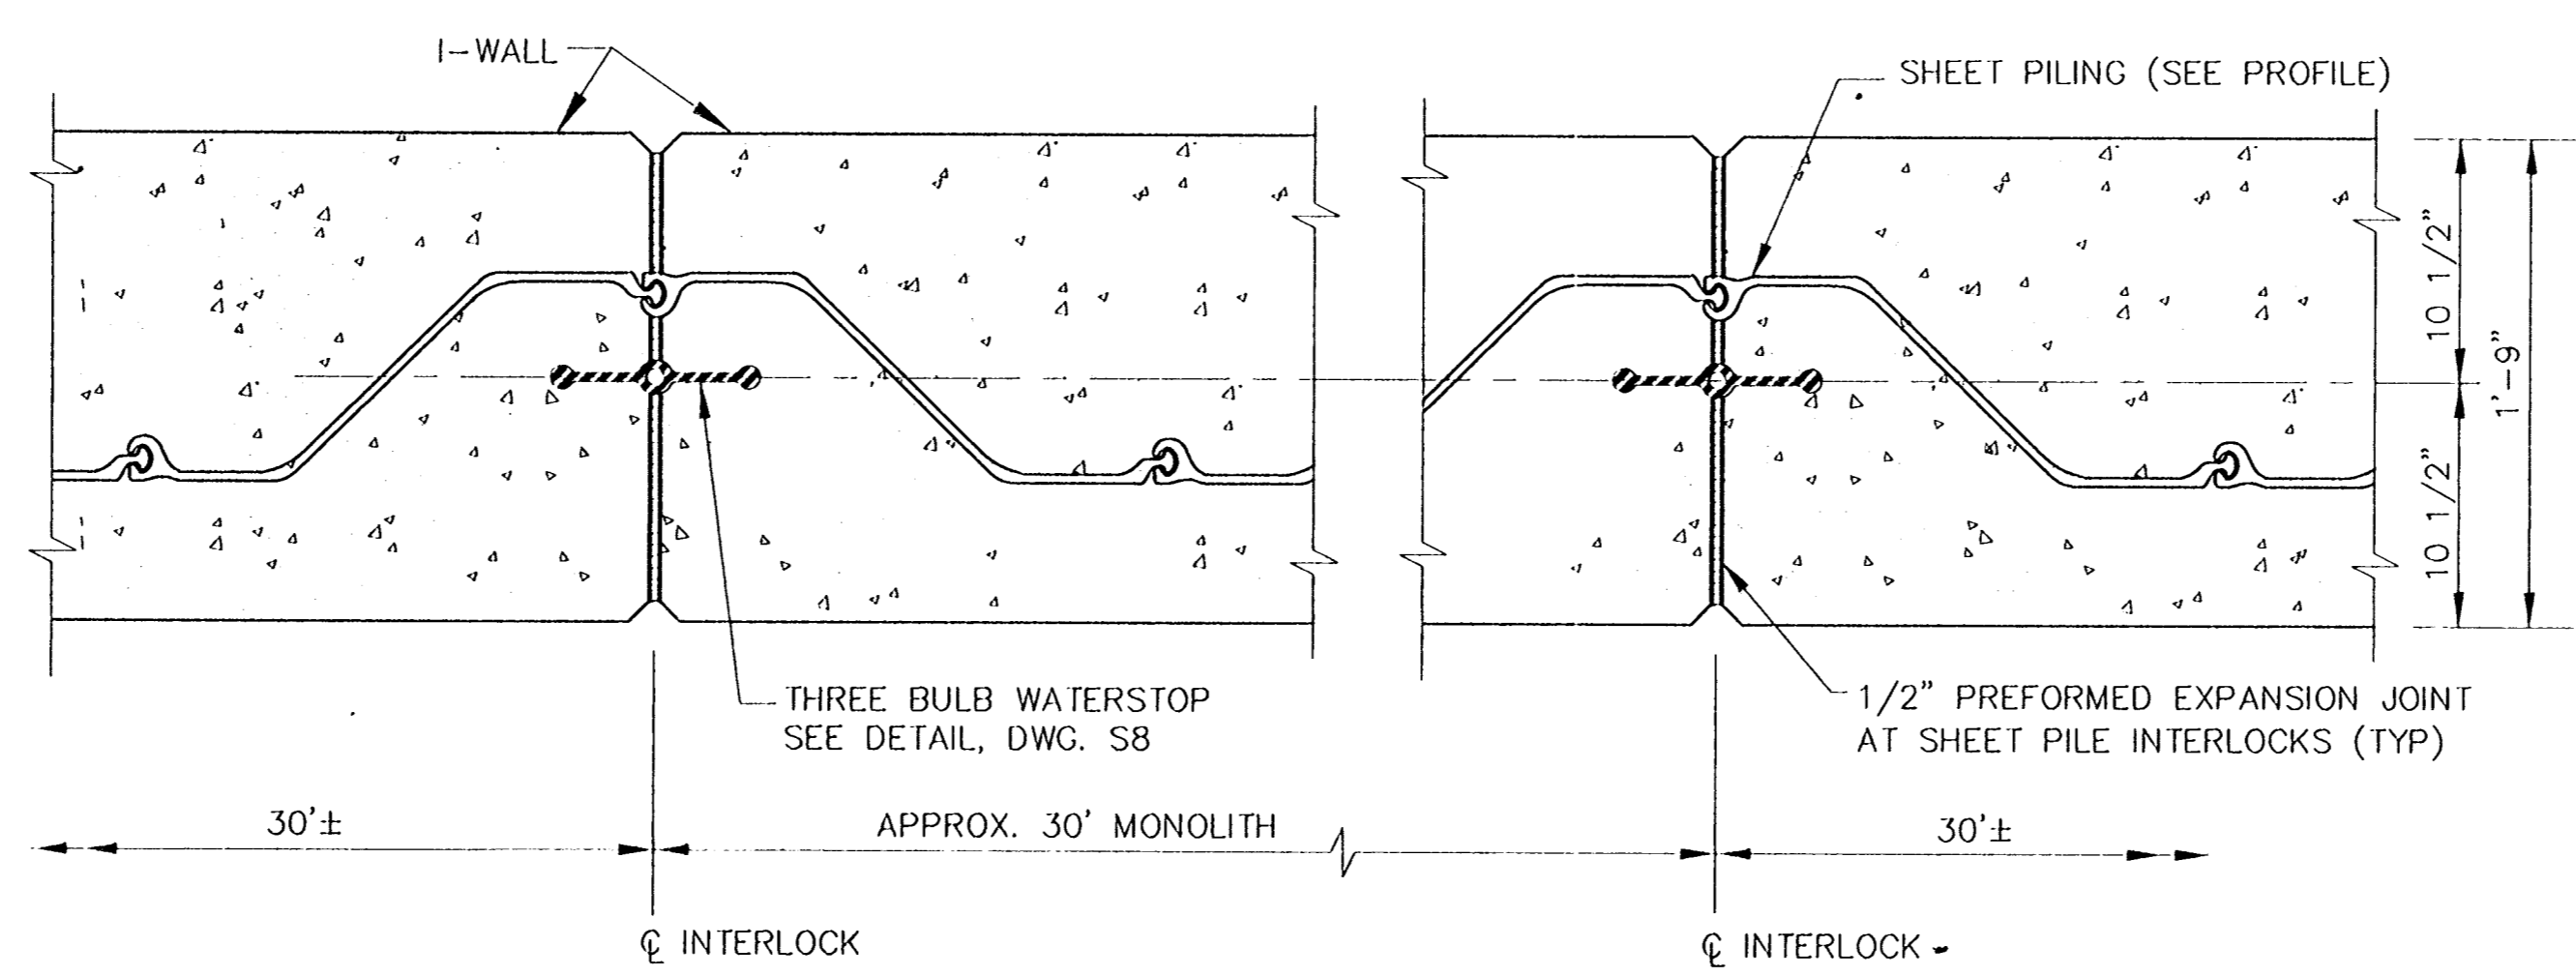 I-WALL
SHEET PILING (SEE PROFILE)
10 1/2"
1'-9"
10 1/2"
THREE BULB WATERSTOP
SEE DETAIL, DWG. S8
1/2" PREFORMED EXPANSION JOINT
AT SHEET PILE INTERLOCKS (TYP)
30'±
APPROX. 30' MONOLITH
30'±
℄ INTERLOCK
℄ INTERLOCK